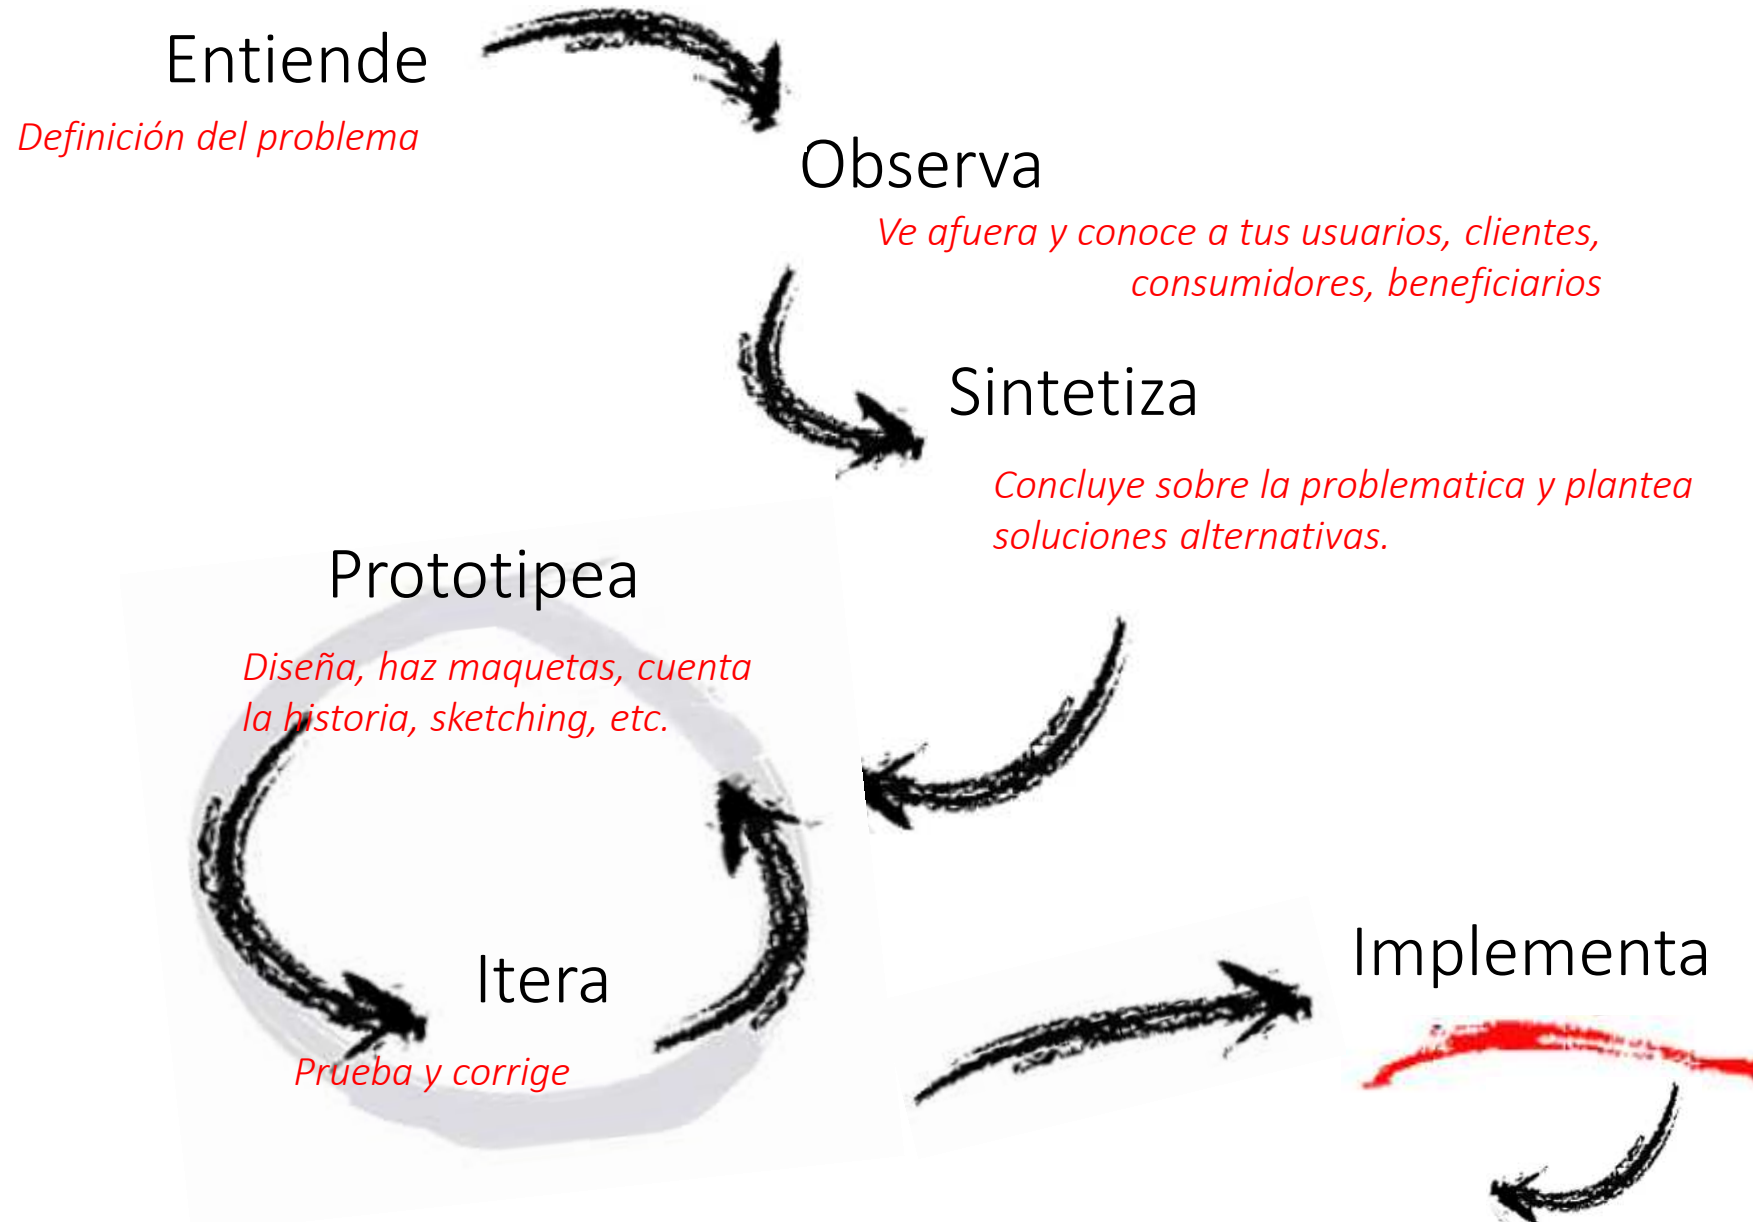 Entiende
Definición del problema
Observa
Ve afuera y conoce a tus usuarios, clientes,
consumidores, beneficiarios
Sintetiza
Concluye sobre la problematica y plantea
soluciones alternativas.
Prototipea
Diseña, haz maquetas, cuenta
la historia, sketching, etc.
Itera
Prueba y corrige
Implementa